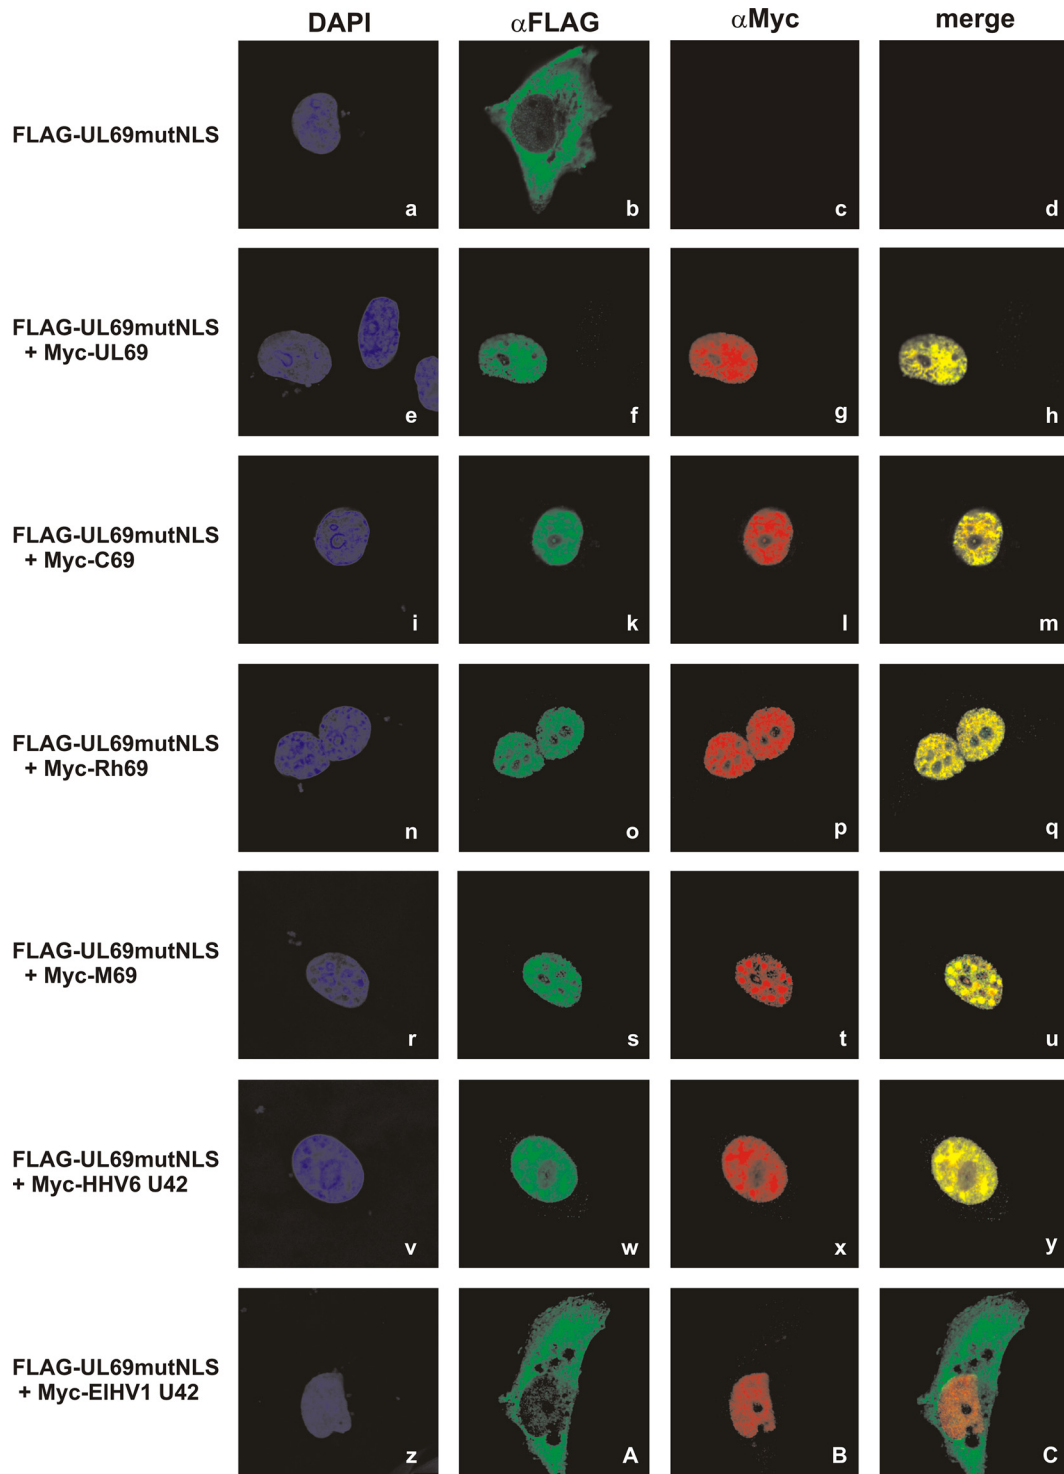 DAPI αFLAG αMyc merge
FLAG-UL69mutNLS
a b c d
FLAG-UL69mutNLS
+ Myc-UL69
e f g h
FLAG-UL69mutNLS
+ Myc-C69
i k l m
FLAG-UL69mutNLS
+ Myc-Rh69
n o p q
FLAG-UL69mutNLS
+ Myc-M69
r s t u
FLAG-UL69mutNLS
+ Myc-HHV6 U42
v w x y
FLAG-UL69mutNLS
+ Myc-ElHV1 U42
z A B C